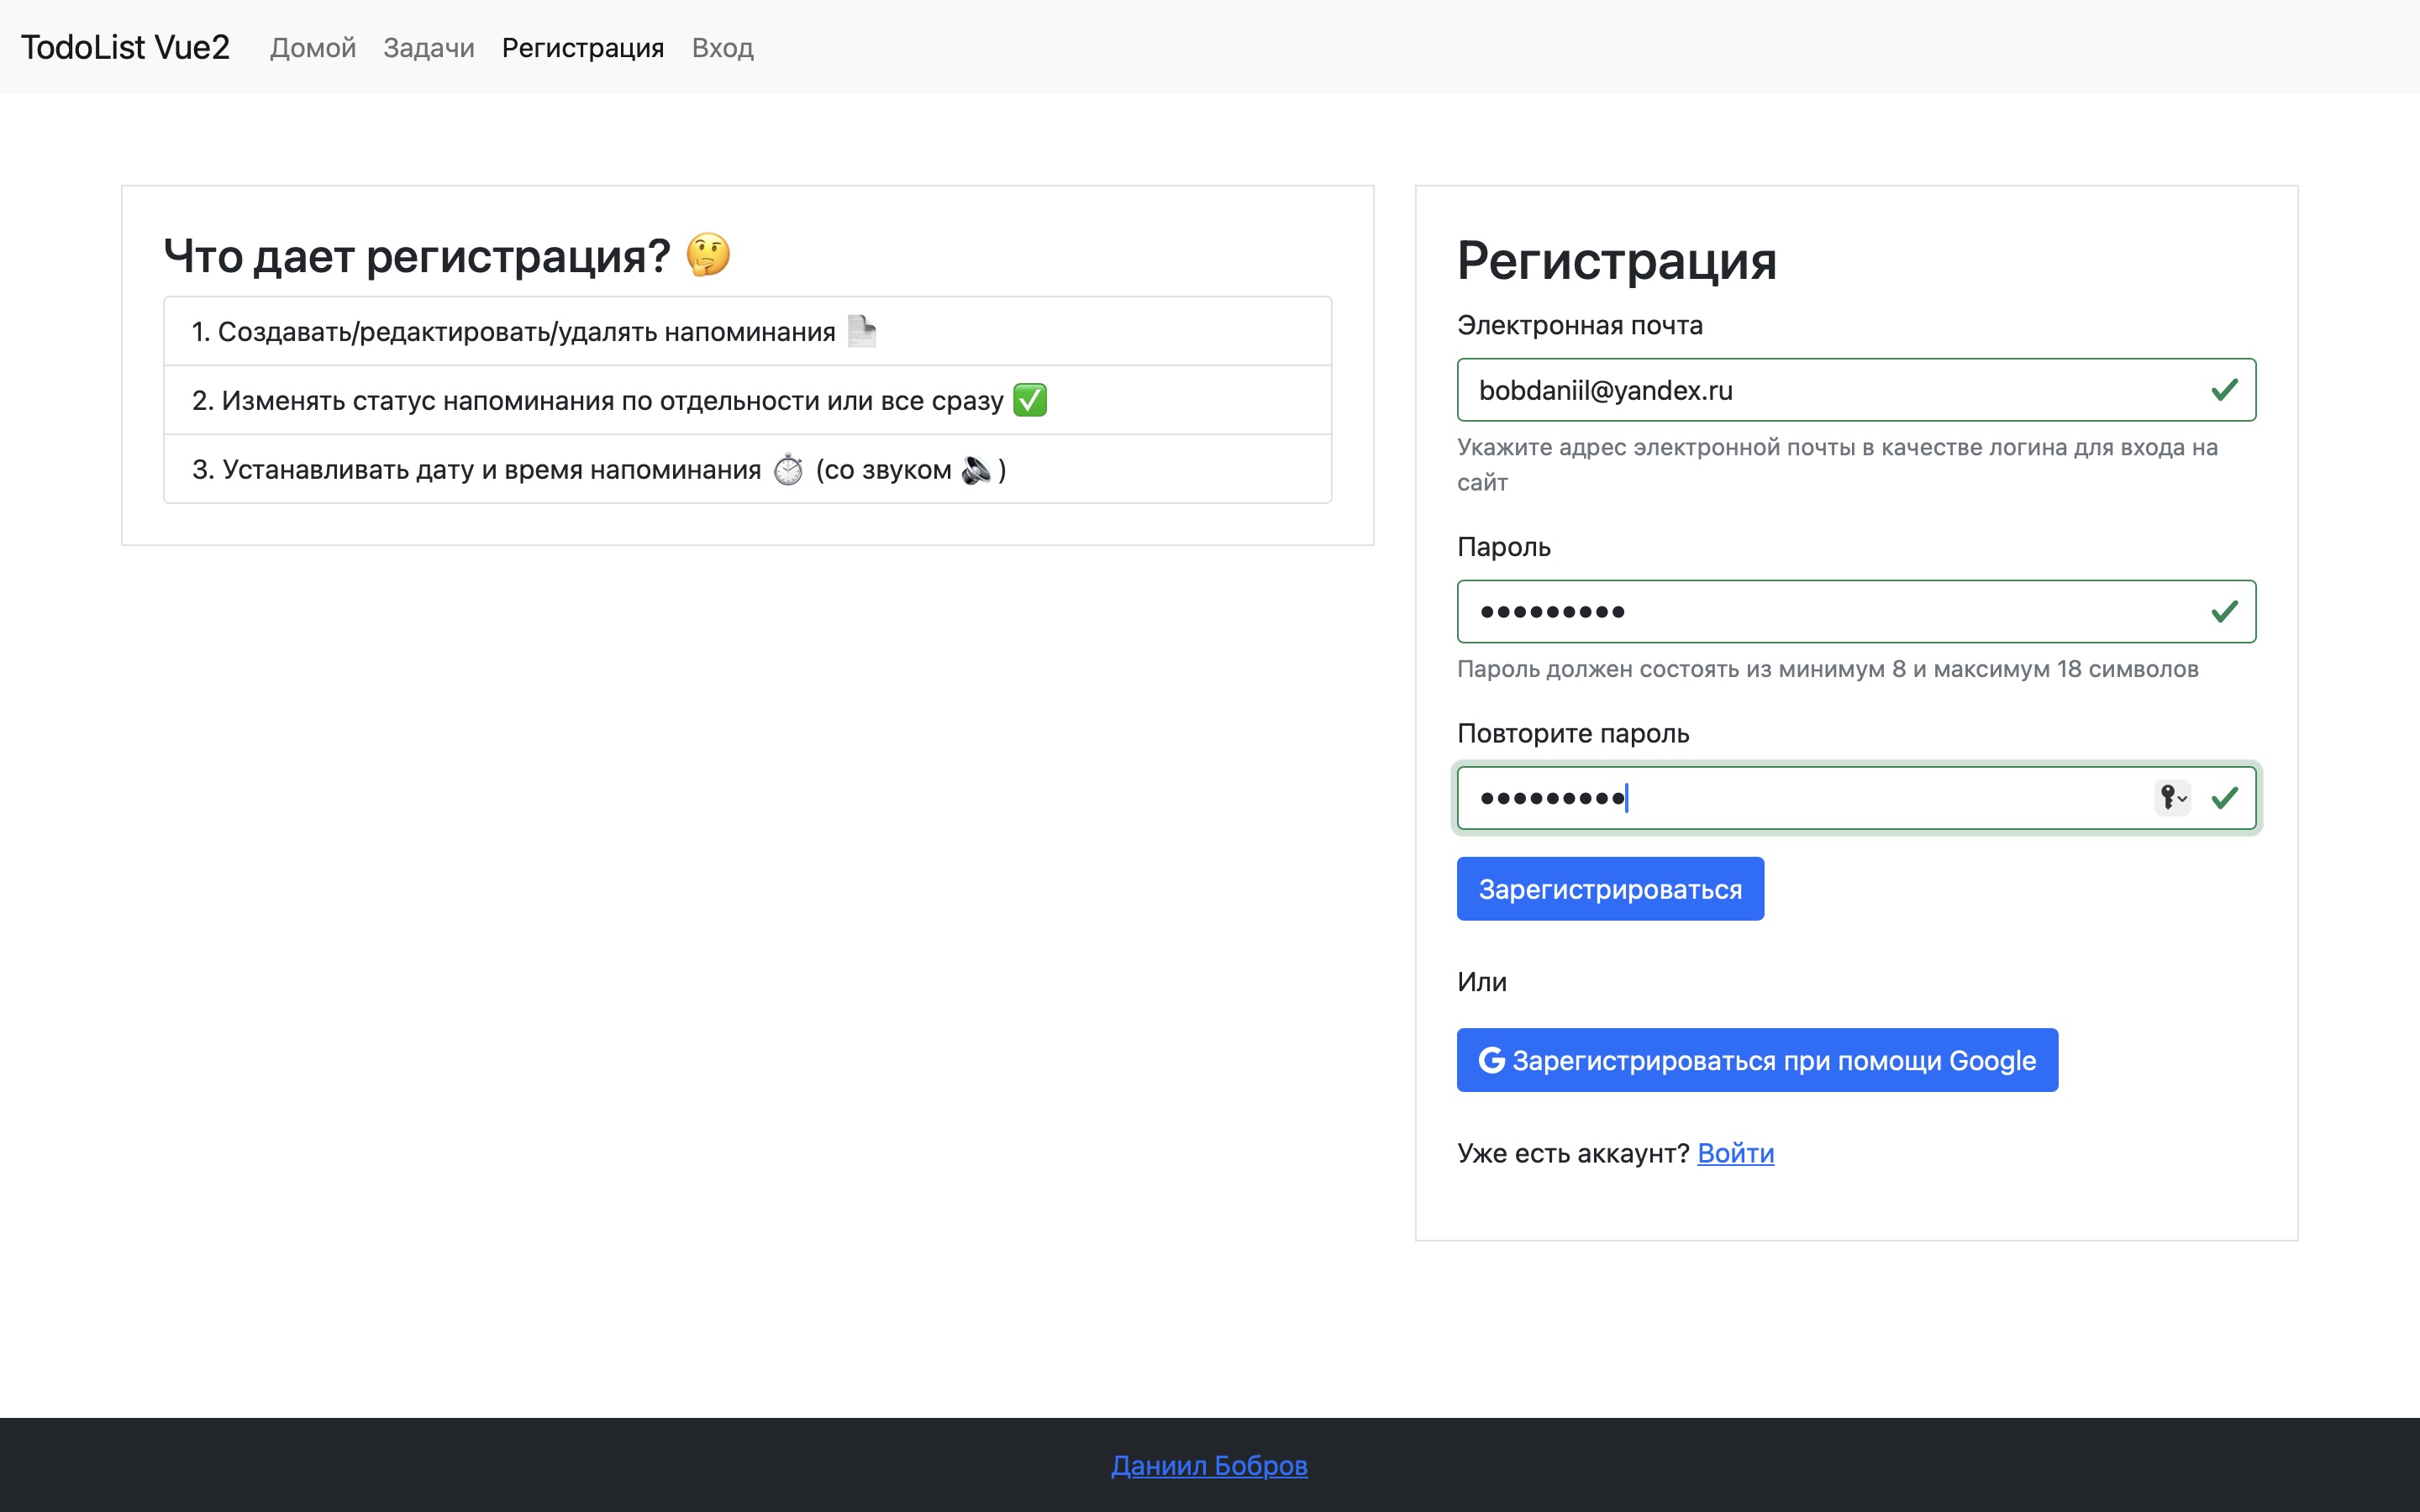 TodoList Vue2
Домой
Задачи
Регистрация
Вход
Что дает регистрация? 🤔
1. Создавать/редактировать/удалять напоминания 📄
2. Изменять статус напоминания по отдельности или все сразу ✅
3. Устанавливать дату и время напоминания ⏱ (со звуком 🔊 )
Регистрация
Электронная почта
bobdaniil@yandex.ru
Укажите адрес электронной почты в качестве логина для входа на
сайт
Пароль
•••••••••
Пароль должен состоять из минимум 8 и максимум 18 символов
Повторите пароль
•••••••••
Зарегистрироваться
Или
G Зарегистрироваться при помощи Google
Уже есть аккаунт? Войти
Даниил Бобров